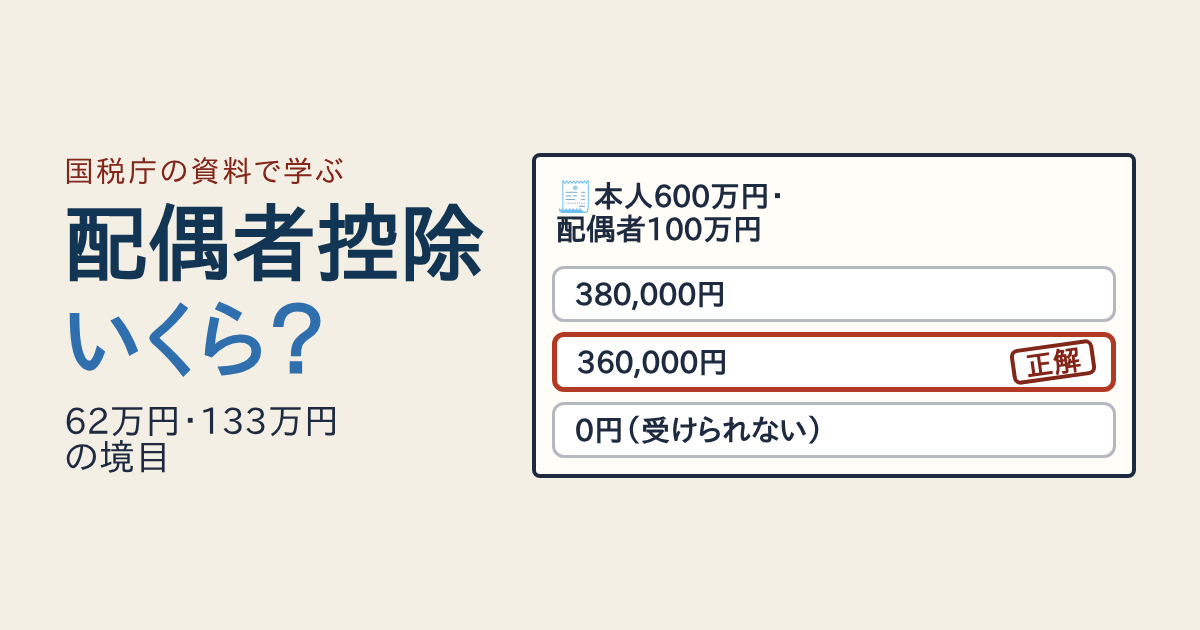 国税庁の資料で学ぶ
配偶者控除
いくら？
62万円・133万円
の境目
🧾本人600万円・
配偶者100万円
380,000円
360,000円
正解
0円（受けられない）